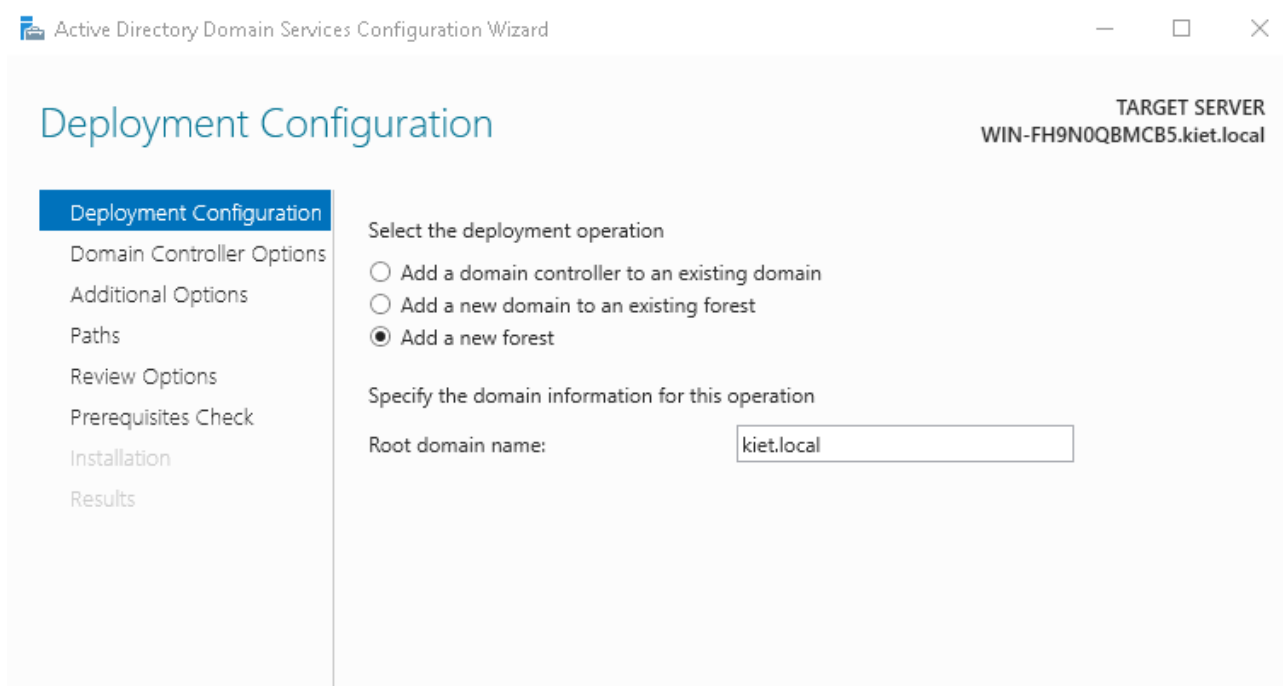 Active Directory Domain Services Configuration Wizard
Deployment Configuration
TARGET SERVER
WIN-FH9N0QBMCB5.kiet.local
Deployment Configuration
Domain Controller Options
Additional Options
Paths
Review Options
Prerequisites Check
Installation
Results
Select the deployment operation
Add a domain controller to an existing domain
Add a new domain to an existing forest
Add a new forest
Specify the domain information for this operation
Root domain name:
kiet.local